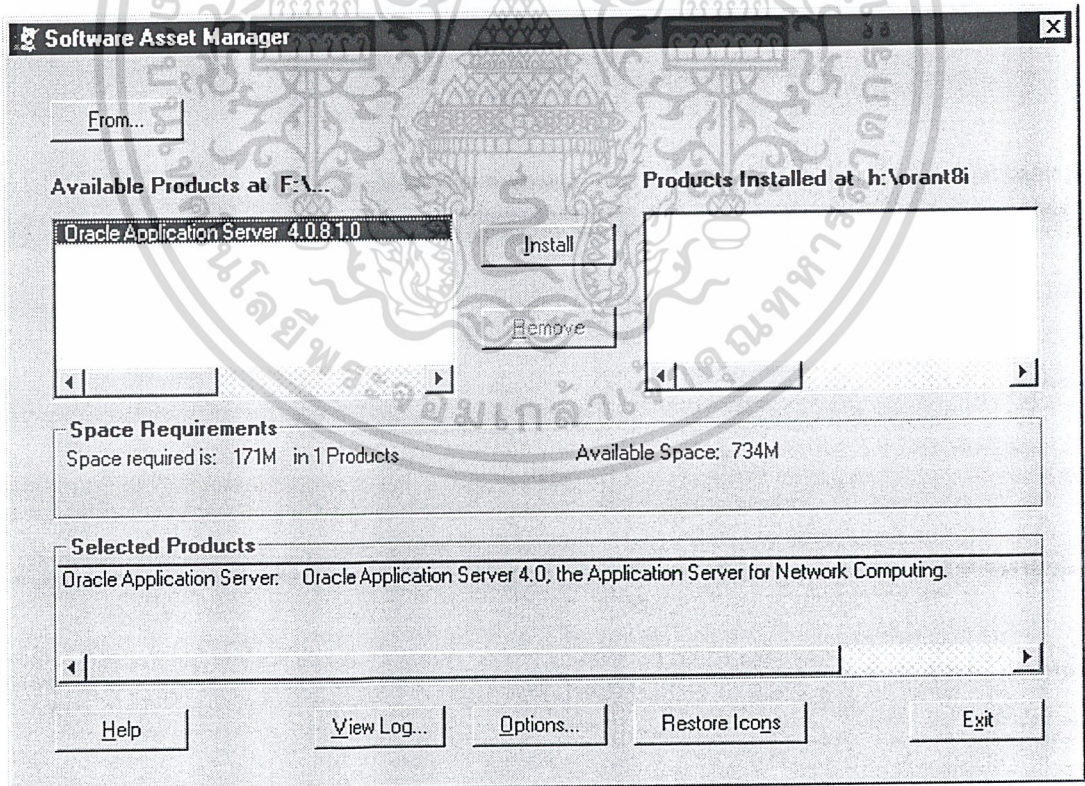 Software Asset Manager
From...
Available Products at F:\...
Products Installed at h:\orant8i
Oracle Application Server 4.0.8.1.0
Install
Remove
Space Requirements
Space required is: 171M in 1 Products
Available Space: 734M
Selected Products
Oracle Application Server: Oracle Application Server 4.0, the Application Server for Network Computing.
Help
View Log...
Options...
Restore Icons
Exit